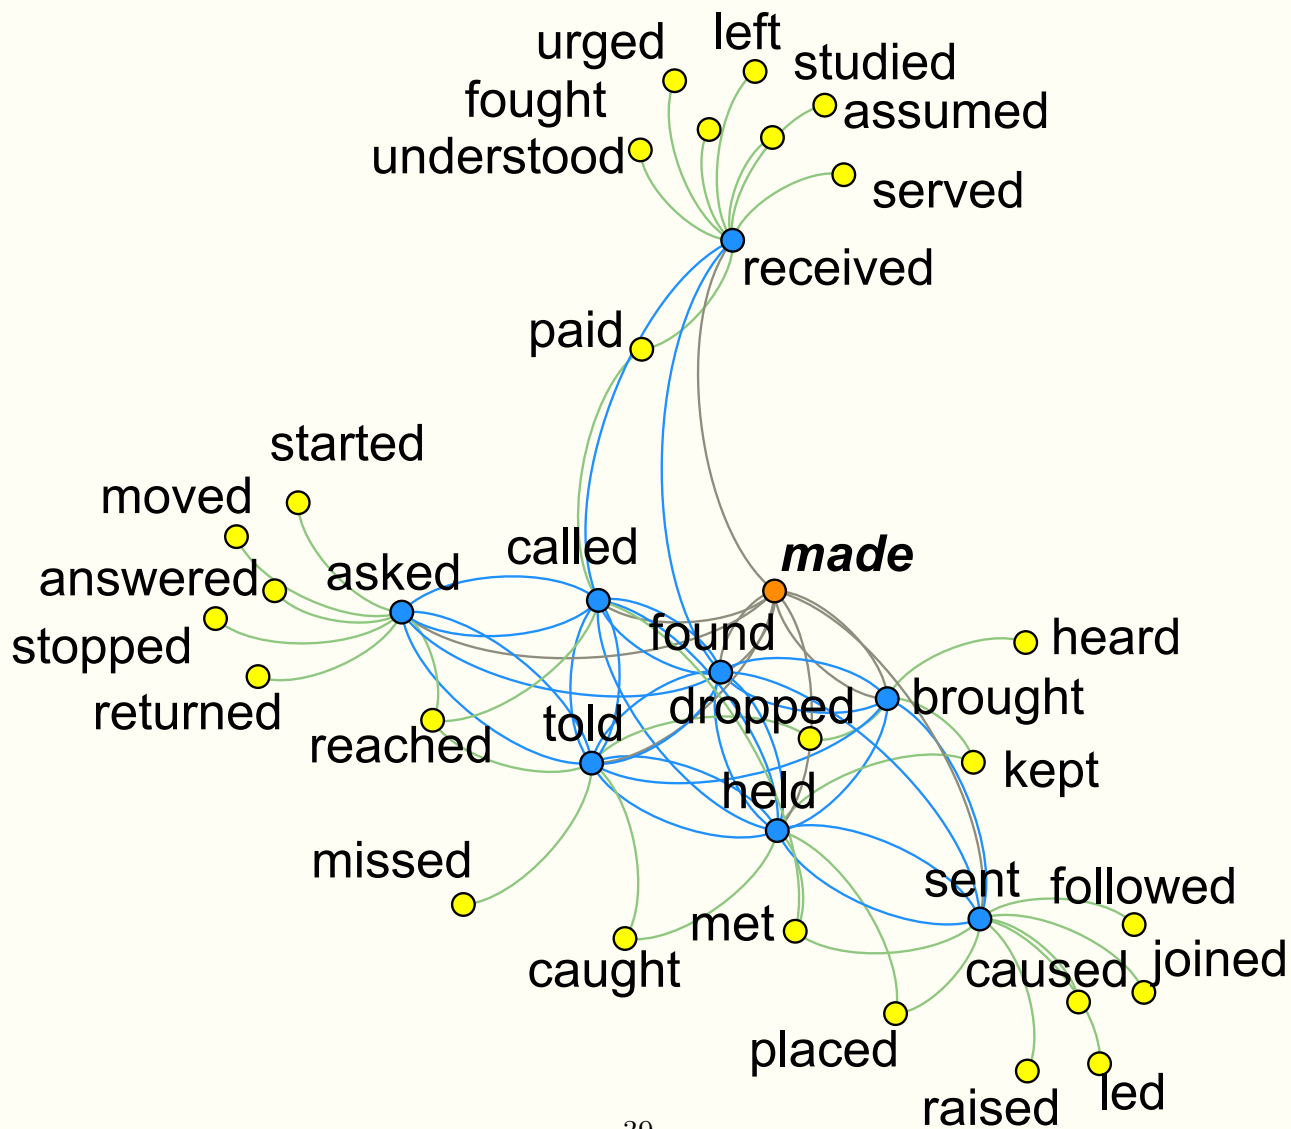 left
urged
studied
fought
assumed
understood
served
received
paid
started
moved
called
made
answered
asked
found
heard
stopped
dropped
brought
returned
told
reached
kept
held
missed
sent
followed
met
caught
caused
joined
placed
raised
led